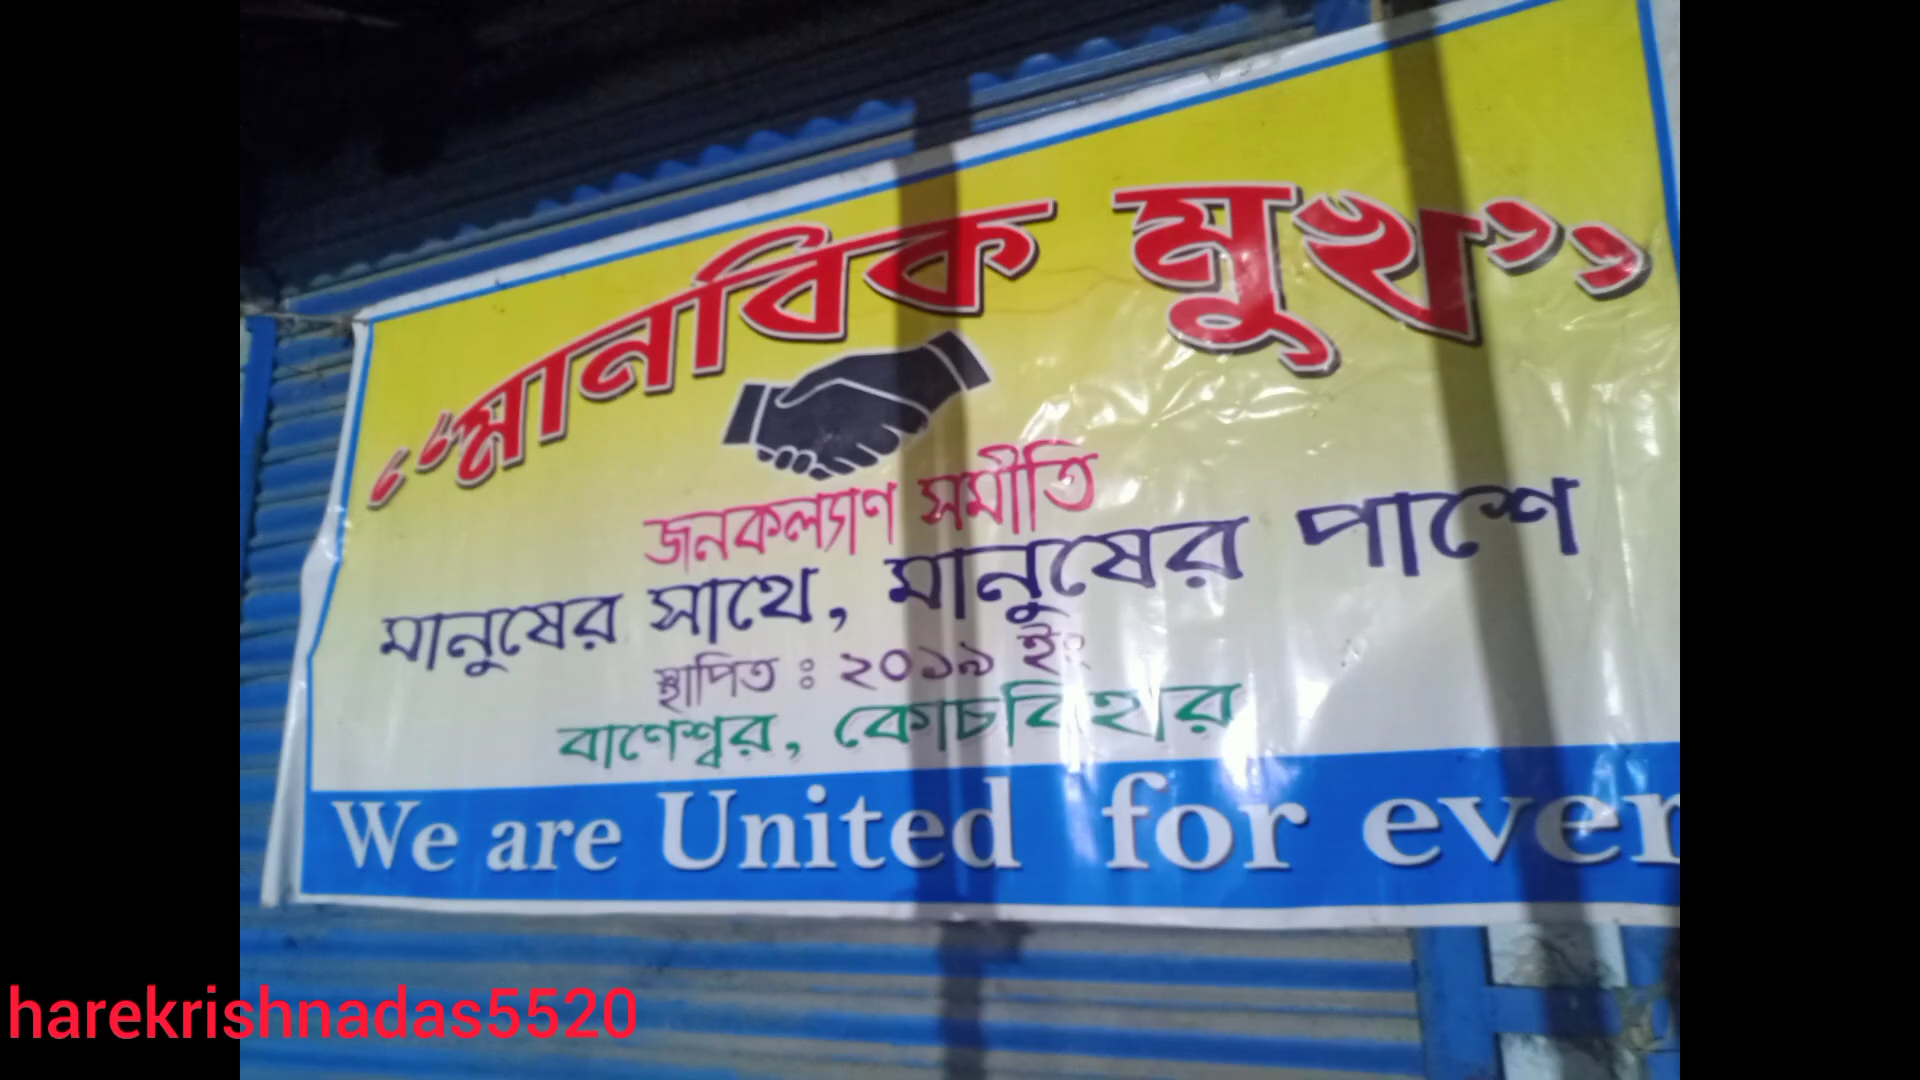 “মানবিক মুখ”
জনকল্যাণ সমীতি
মানুষের সাথে, মানুষের পাশে
স্থাপিত : ২০১৯ ইং
বাণেশ্বর, কোচবিহার
We are United for ever
harekrishnadas5520